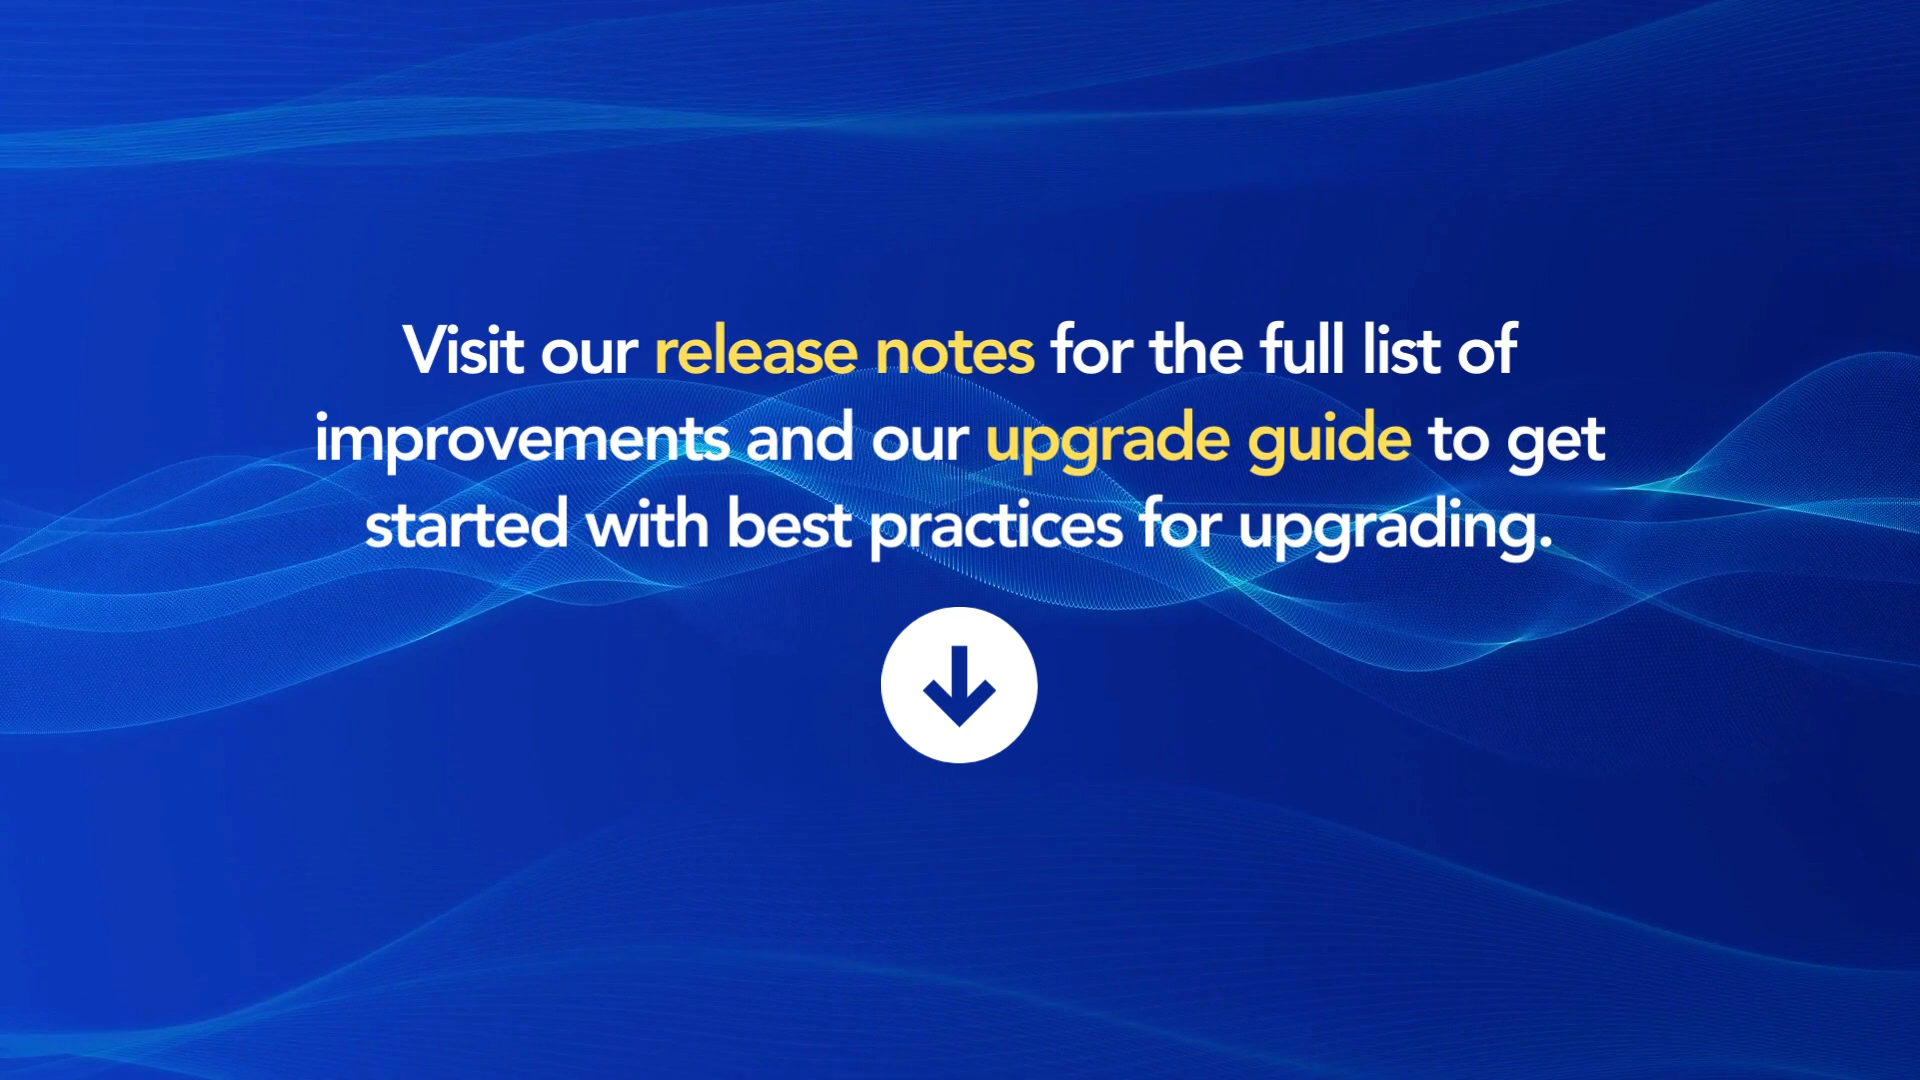 Visit our release notes for the full list of
improvements and our upgrade guide to get
started with best practices for upgrading.